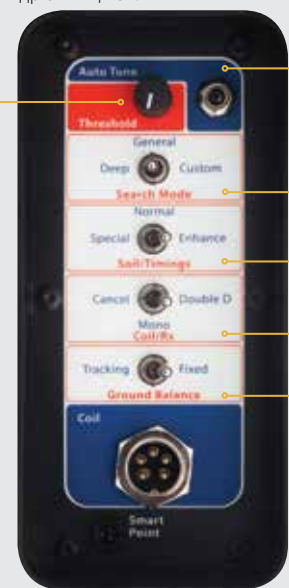 Auto Tune
Threshold
General
Deep Custom
Search Mode
Normal
Special Enhance
Soil/Timings
Cancel Double D
Mono
Coil/Rx
Tracking Fixed
Ground Balance
Coil
Smart
Point